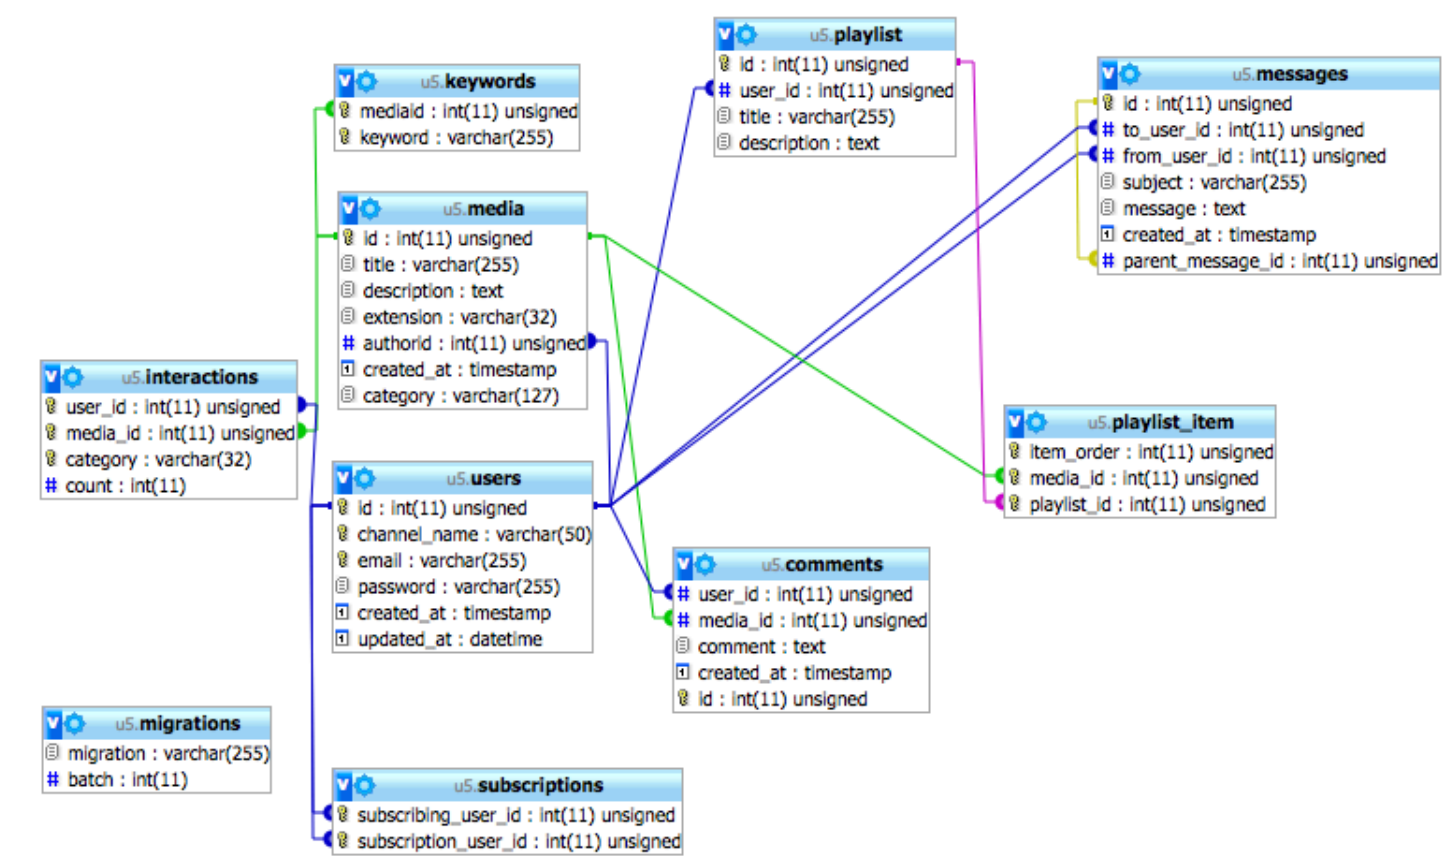 u5.playlist
id : int(11) unsigned
user_id : int(11) unsigned
title : varchar(255)
description : text
u5.messages
id : int(11) unsigned
to_user_id : int(11) unsigned
from_user_id : int(11) unsigned
subject : varchar(255)
message : text
created_at : timestamp
parent_message_id : int(11) unsigned
u5.keywords
mediaid : int(11) unsigned
keyword : varchar(255)
u5.media
id : int(11) unsigned
title : varchar(255)
description : text
extension : varchar(32)
authorid : int(11) unsigned
created_at : timestamp
category : varchar(127)
u5.interactions
user_id : int(11) unsigned
media_id : int(11) unsigned
category : varchar(32)
count : int(11)
u5.playlist_item
item_order : int(11) unsigned
media_id : int(11) unsigned
playlist_id : int(11) unsigned
u5.users
id : int(11) unsigned
channel_name : varchar(50)
email : varchar(255)
password : varchar(255)
created_at : timestamp
updated_at : datetime
u5.comments
user_id : int(11) unsigned
media_id : int(11) unsigned
comment : text
created_at : timestamp
id : int(11) unsigned
u5.migrations
migration : varchar(255)
batch : int(11)
u5.subscriptions
subscribing_user_id : int(11) unsigned
subscription_user_id : int(11) unsigned